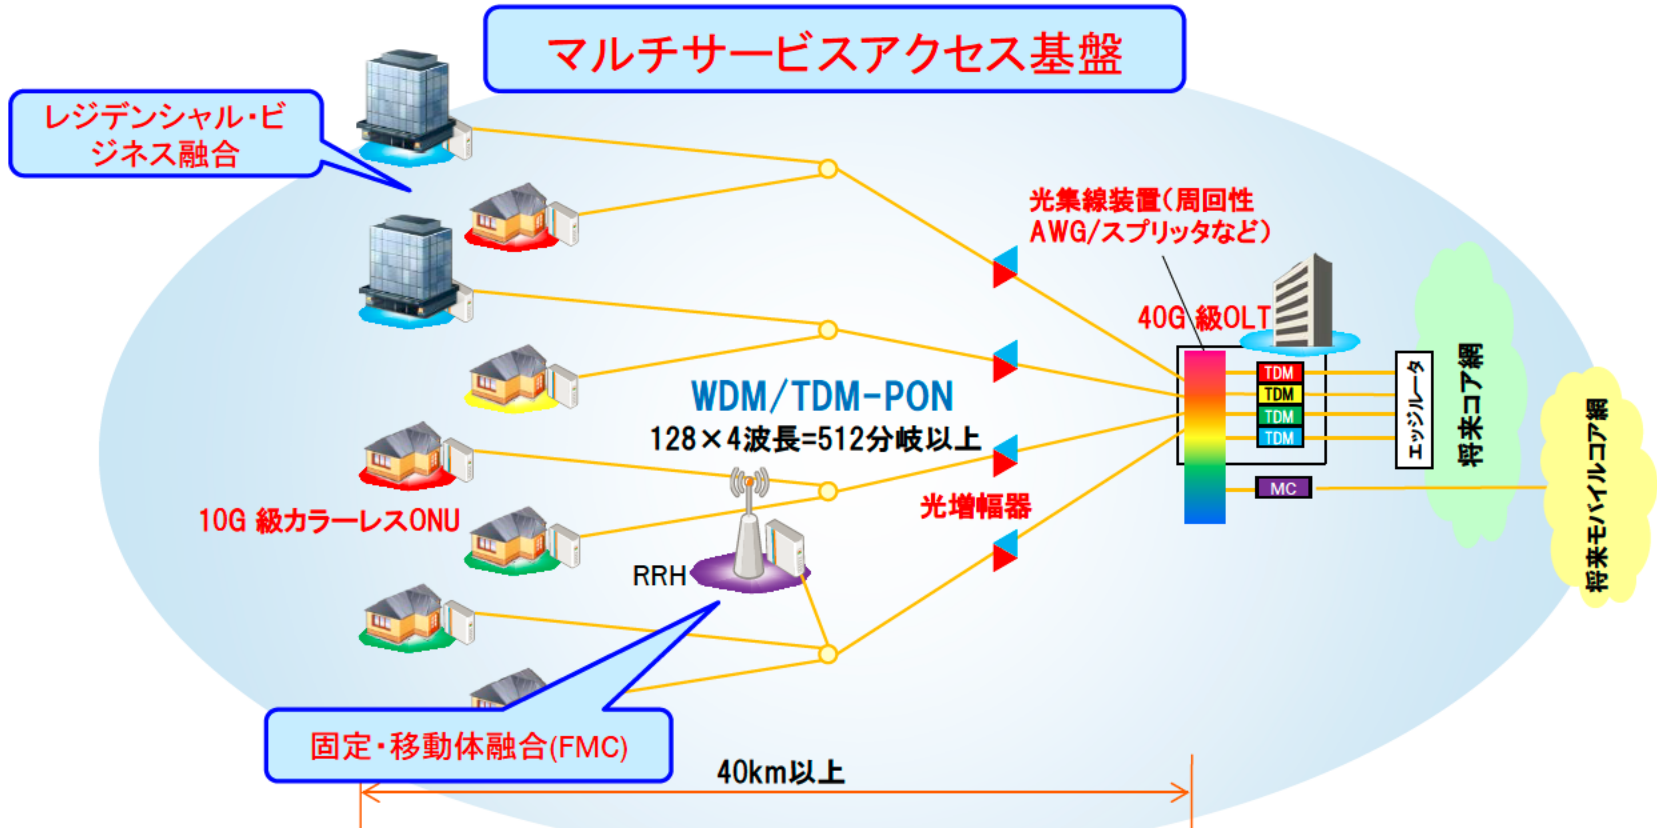 マルチサービスアクセス基盤
レジデンシャル・ビ
ジネス融合
光集線装置(周回性
AWG/スプリッタなど)
40G 級OLT
TDM
TDM
TDM
TDM
MC
エッジルータ
将来コア網
将来モバイルコア網
WDM/TDM-PON
128×4波長=512分岐以上
光増幅器
10G 級カラーレスONU
RRH
固定・移動体融合(FMC)
40km以上